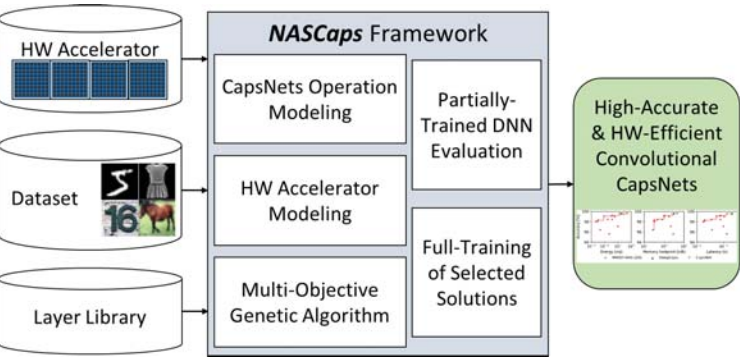 HW Accelerator
Dataset
16
Layer Library
NASCaps Framework
CapsNets Operation
Modeling
HW Accelerator
Modeling
Multi-Objective
Genetic Algorithm
Partially-
Trained DNN
Evaluation
Full-Training
of Selected
Solutions
High-Accurate
& HW-Efficient
Convolutional
CapsNets